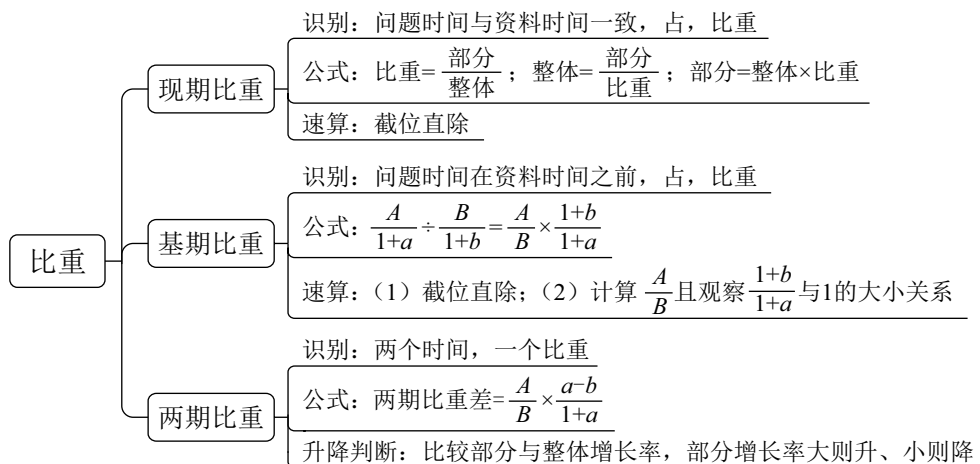 比重
现期比重
识别：问题时间与资料时间一致，占，比重
公式：比重=部分/整体；整体=部分/比重；部分=整体×比重
速算：截位直除
基期比重
识别：问题时间在资料时间之前，占，比重
公式：A/(1+a)÷B/(1+b)=A/B×(1+b)/(1+a)
速算：（1）截位直除；（2）计算A/B且观察(1+b)/(1+a)与1的大小关系
两期比重
识别：两个时间，一个比重
公式：两期比重差=A/B×(a-b)/(1+a)
升降判断：比较部分与整体增长率，部分增长率大则升、小则降